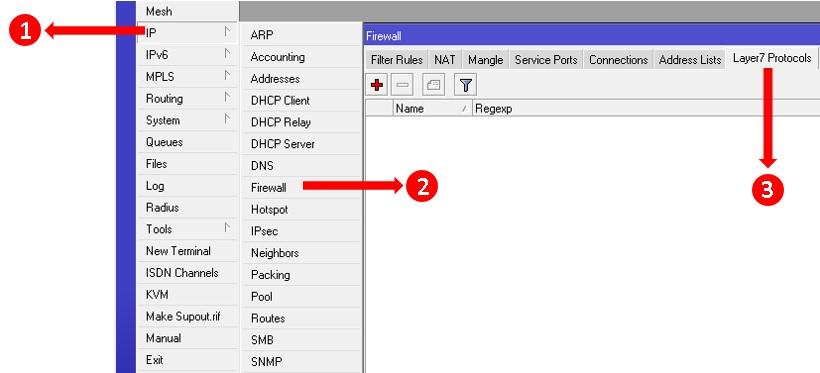 Mesh
1
IP
IPv6
MPLS
Routing
System
Queues
Files
Log
Radius
Tools
New Terminal
ISDN Channels
KVM
Make Supout.rif
Manual
Exit
ARP
Accounting
Addresses
DHCP Client
DHCP Relay
DHCP Server
DNS
Firewall
2
Hotspot
IPsec
Neighbors
Packing
Pool
Routes
SMB
SNMP
Firewall
Filter Rules NAT Mangle Service Ports Connections Address Lists Layer7 Protocols
Name / Regexp
3